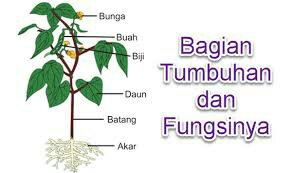 Bunga
Buah
Biji
Daun
Batang
Akar
Bagian
Tumbuhan
dan
Fungsinya